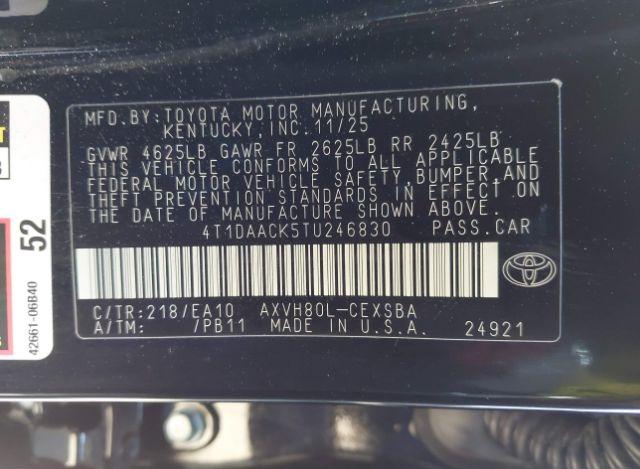 MFD.BY:TOYOTA MOTOR MANUFACTURING,
KENTUCKY,INC.11/25
GVWR 4625LB GAWR FR 2625LB RR 2425LB
THIS VEHICLE CONFORMS TO ALL APPLICABLE
FEDERAL MOTOR VEHICLE SAFETY, BUMPER AND
THEFT PREVENTION STANDARDS IN EFFECT ON
THE DATE OF MANUFACTURE SHOWN ABOVE.
4T1DAACK5TU246830 PASS.CAR
C/TR:218/EA10 AXVH80L-CEXSBA
A/TM: /PB11 MADE IN U.S.A. 24921
52
42661-06B40